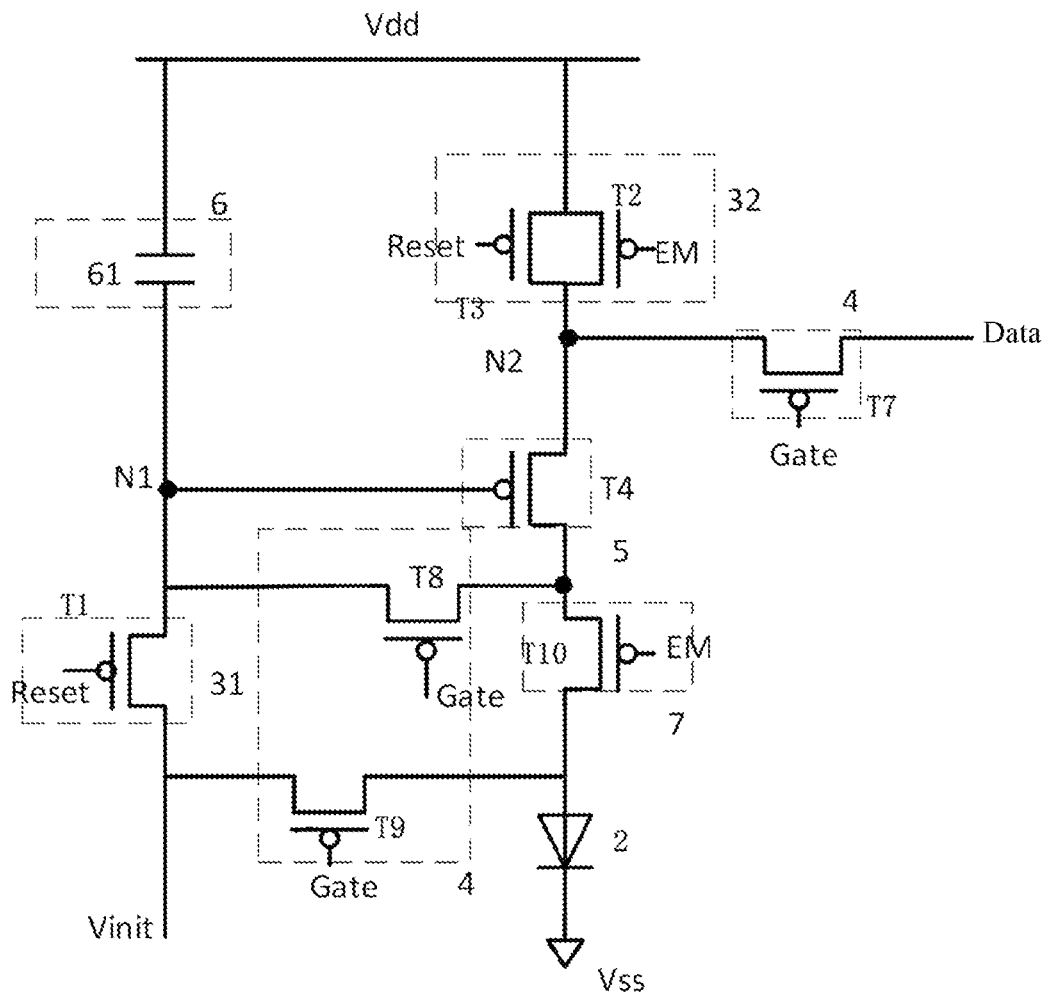 Vdd
6
T2
32
Reset
EM
61
T3
4
Data
N2
T7
Gate
N1
T4
5
T8
T1
T10
EM
Reset
31
Gate
7
T9
2
Gate
4
Vinit
Vss